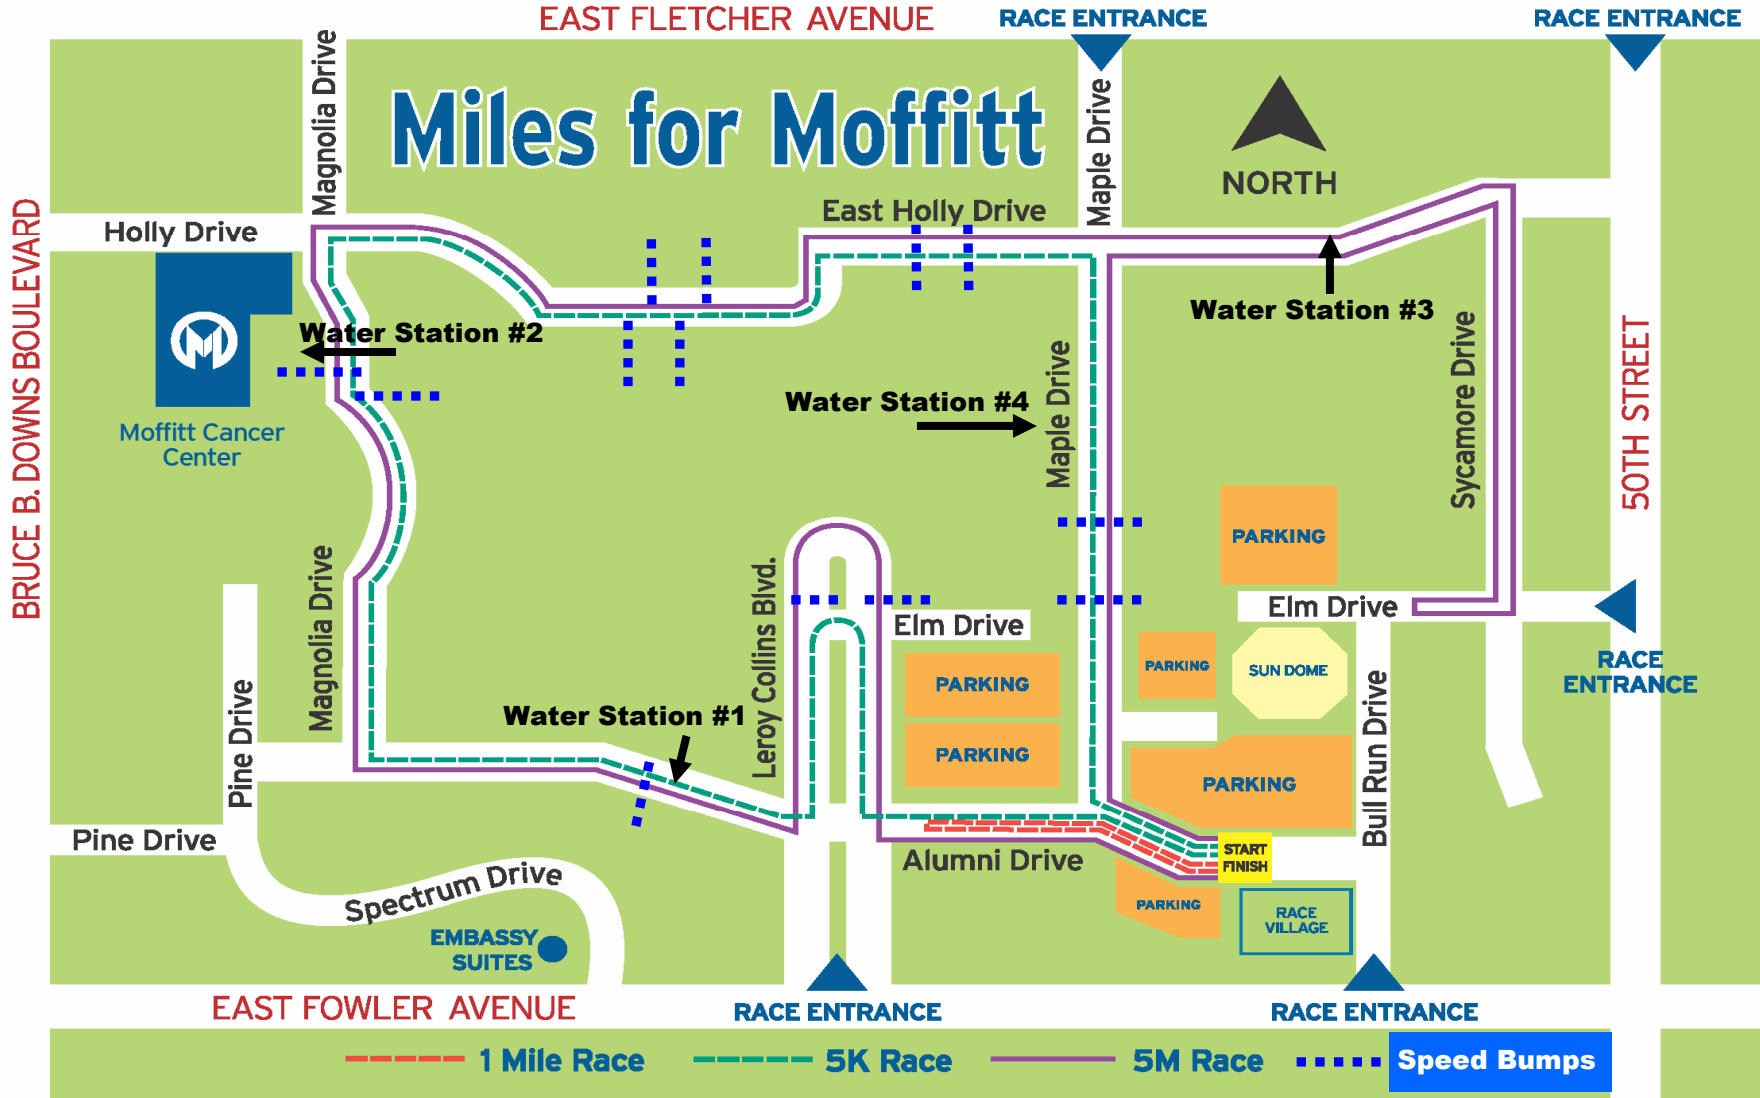 EAST FLETCHER AVENUE
RACE ENTRANCE
RACE ENTRANCE
Magnolia Drive
Miles for Moffitt
Maple Drive
NORTH
BRUCE B. DOWNS BOULEVARD
Holly Drive
East Holly Drive
Water Station #2
Water Station #3
Moffitt Cancer
Center
Water Station #4
Maple Drive
Sycamore Drive
50TH STREET
PARKING
Magnolia Drive
Leroy Collins Blvd.
Elm Drive
Elm Drive
PARKING
SUN DOME
RACE
ENTRANCE
PARKING
Pine Drive
Water Station #1
PARKING
PARKING
Bull Run Drive
Pine Drive
Alumni Drive
START
FINISH
Spectrum Drive
PARKING
RACE
VILLAGE
EMBASSY
SUITES
EAST FOWLER AVENUE
RACE ENTRANCE
RACE ENTRANCE
1 Mile Race
5K Race
5M Race
Speed Bumps